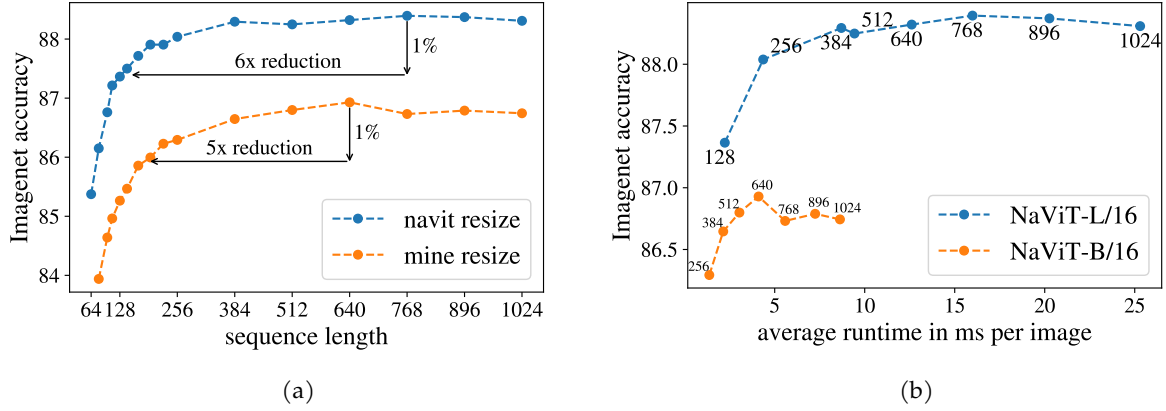 Imagenet accuracy
88
87
86
85
84
1%
6x reduction
1%
5x reduction
navit resize
mine resize
64 128 256 384 512 640 768 896 1024
sequence length
(a)
Imagenet accuracy
88.0
87.5
87.0
86.5
128
256
384
512
640
768
896
1024
256
384
512
640
768
896
1024
NaViT-L/16
NaViT-B/16
5 10 15 20 25
average runtime in ms per image
(b)